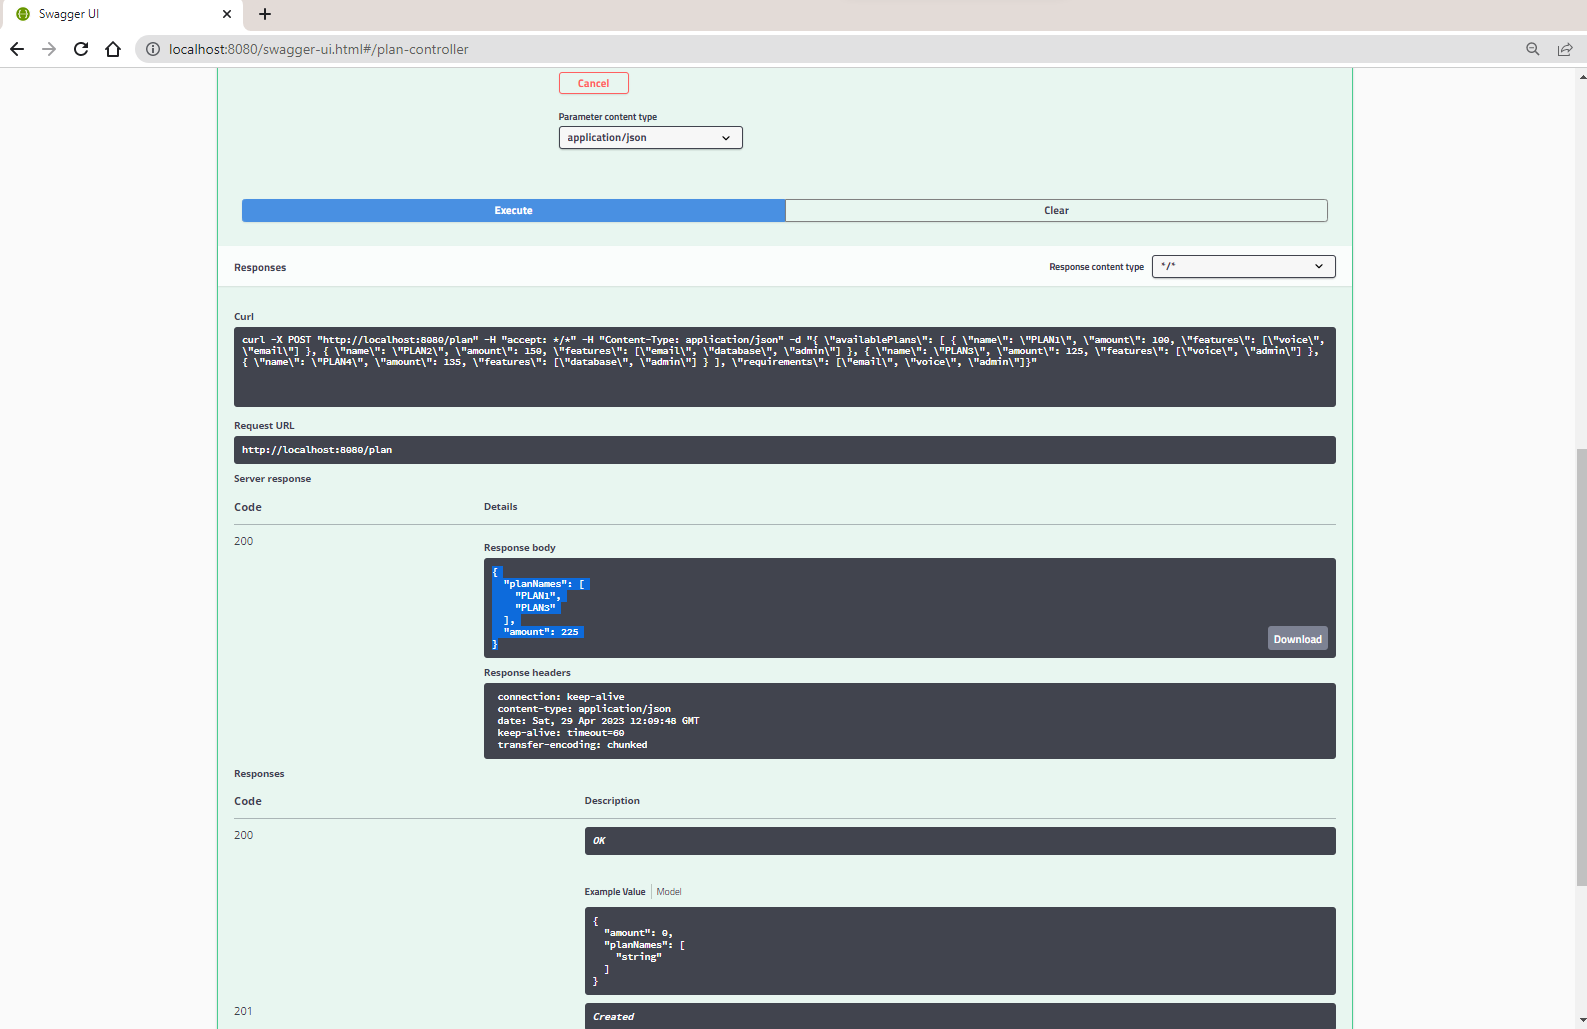 Swagger UI
localhost:8080/swagger-ui.html#/plan-controller
Cancel
Parameter content type
application/json
Execute
Clear
Responses
Response content type
*/*
Curl
curl -X POST "http://localhost:8080/plan" -H "accept: */*" -H "Content-Type: application/json" -d "{ \"availablePlans\": [ { \"name\": \"PLAN1\", \"amount\": 100, \"features\": [\"voice\",
\"email\"] }, { \"name\": \"PLAN2\", \"amount\": 150, \"features\": [\"email\", \"database\", \"admin\"] }, { \"name\": \"PLAN3\", \"amount\": 125, \"features\": [\"voice\", \"admin\"] },
{ \"name\": \"PLAN4\", \"amount\": 135, \"features\": [\"database\", \"admin\"] } ], \"requirements\": [\"email\", \"voice\", \"admin\"]}"
Request URL
http://localhost:8080/plan
Server response
Code
Details
200
Response body
{
"planNames": [
"PLAN1",
"PLAN3"
],
"amount": 225
}
Download
Response headers
connection: keep-alive
content-type: application/json
date: Sat, 29 Apr 2023 12:09:48 GMT
keep-alive: timeout=60
transfer-encoding: chunked
Responses
Code
Description
200
OK
Example Value
Model
{
"amount": 0,
"planNames": [
"string"
]
}
201
Created